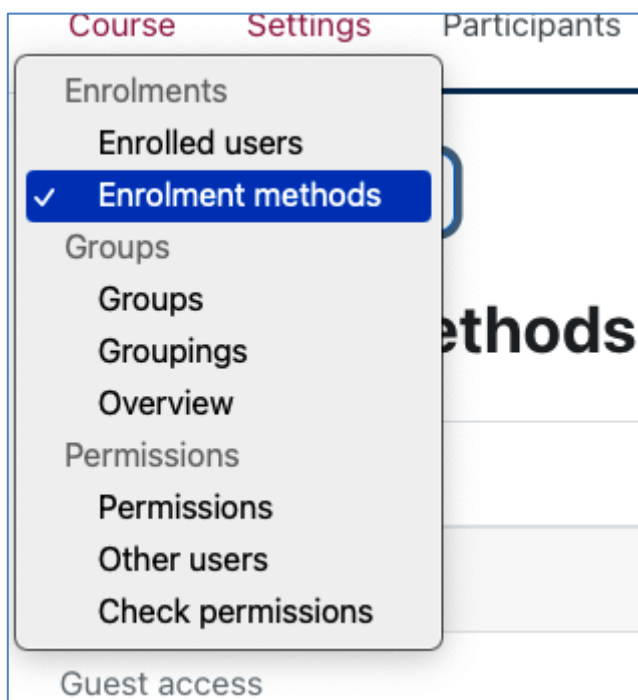 Course Settings Participants
Enrolments
Enrolled users
✓ Enrolment methods
Groups
Groups
Groupings
Overview
Permissions
Permissions
Other users
Check permissions
Guest access